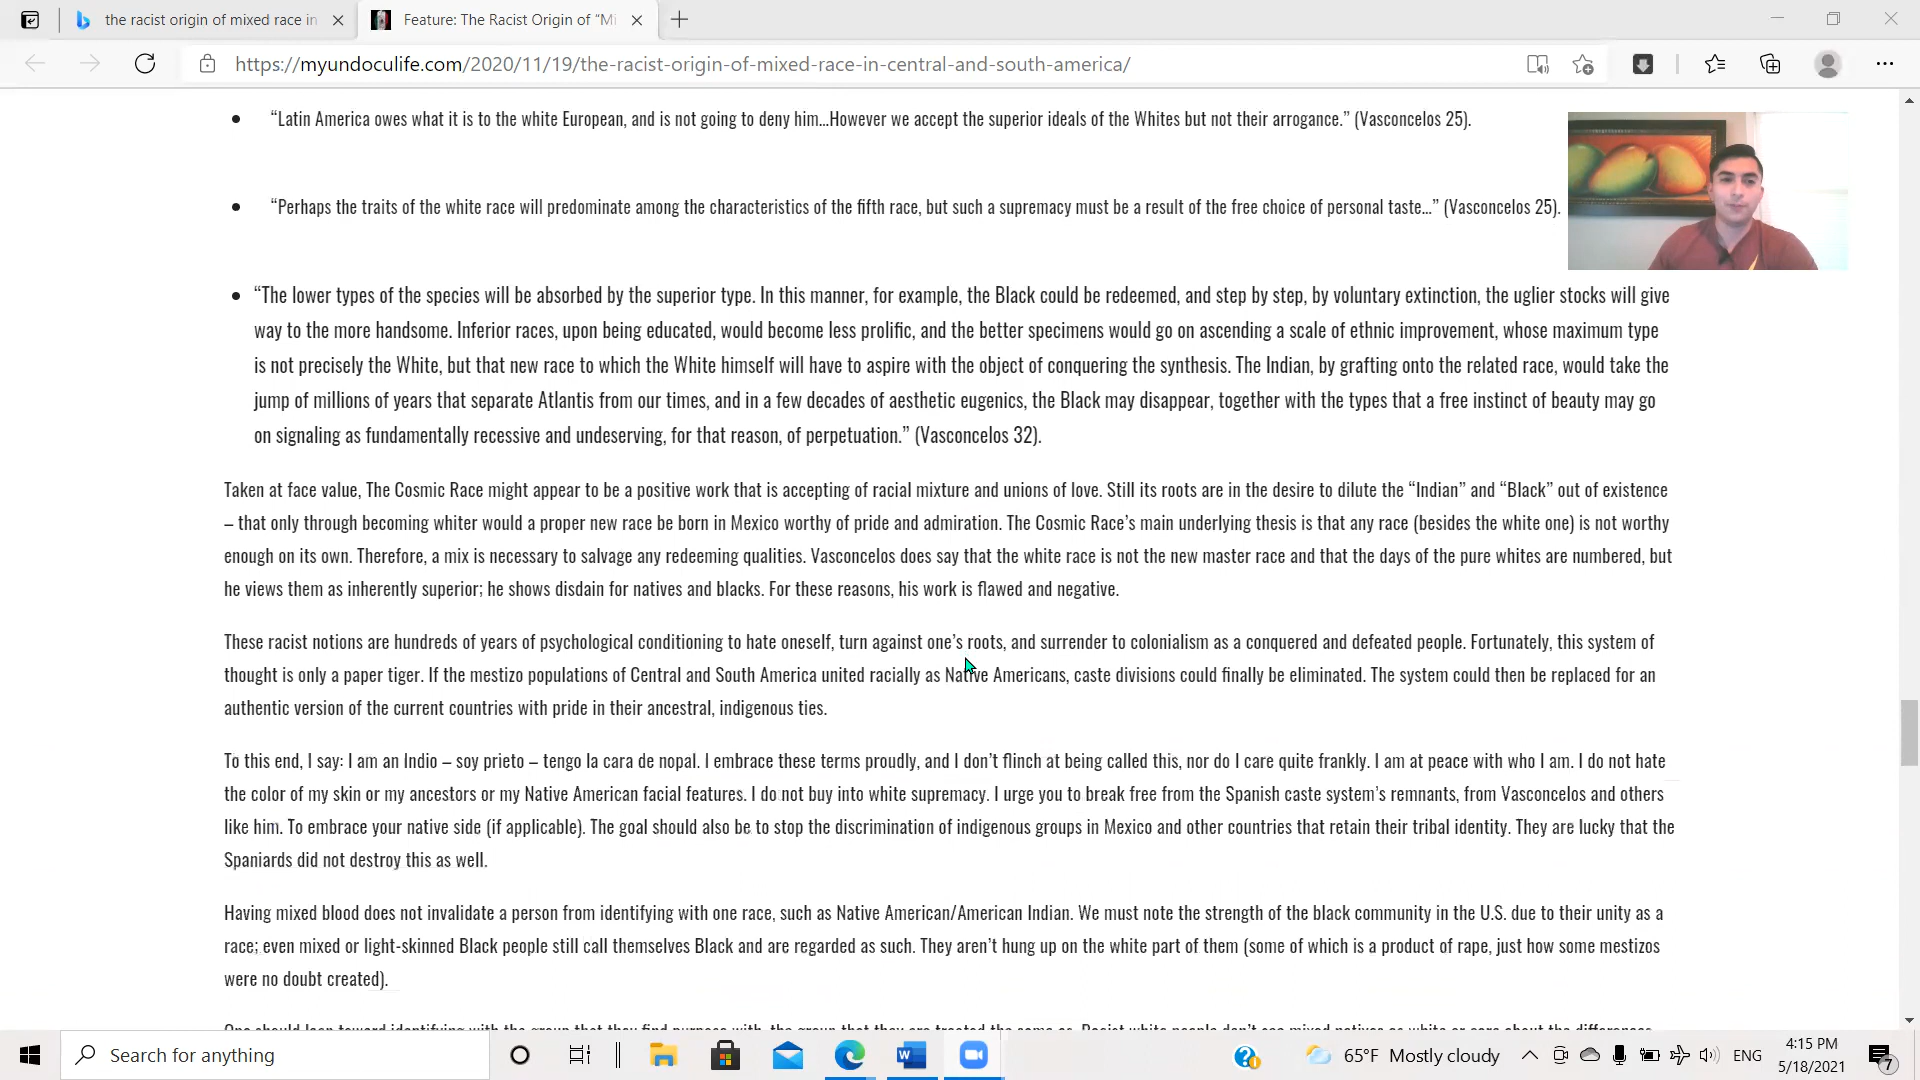 the racist origin of mixed race in
Feature: The Racist Origin of “Mi
https://myundoculife.com/2020/11/19/the-racist-origin-of-mixed-race-in-central-and-south-america/
“Latin America owes what it is to the white European, and is not going to deny him...However we accept the superior ideals of the Whites but not their arrogance.” (Vasconcelos 25).
“Perhaps the traits of the white race will predominate among the characteristics of the fifth race, but such a supremacy must be a result of the free choice of personal taste...” (Vasconcelos 25).
“The lower types of the species will be absorbed by the superior type. In this manner, for example, the Black could be redeemed, and step by step, by voluntary extinction, the uglier stocks will give
way to the more handsome. Inferior races, upon being educated, would become less prolific, and the better specimens would go on ascending a scale of ethnic improvement, whose maximum type
is not precisely the White, but that new race to which the White himself will have to aspire with the object of conquering the synthesis. The Indian, by grafting onto the related race, would take the
jump of millions of years that separate Atlantis from our times, and in a few decades of aesthetic eugenics, the Black may disappear, together with the types that a free instinct of beauty may go
on signaling as fundamentally recessive and undeserving, for that reason, of perpetuation.” (Vasconcelos 32).
Taken at face value, The Cosmic Race might appear to be a positive work that is accepting of racial mixture and unions of love. Still its roots are in the desire to dilute the “Indian” and “Black” out of existence
– that only through becoming whiter would a proper new race be born in Mexico worthy of pride and admiration. The Cosmic Race’s main underlying thesis is that any race (besides the white one) is not worthy
enough on its own. Therefore, a mix is necessary to salvage any redeeming qualities. Vasconcelos does say that the white race is not the new master race and that the days of the pure whites are numbered, but
he views them as inherently superior; he shows disdain for natives and blacks. For these reasons, his work is flawed and negative.
These racist notions are hundreds of years of psychological conditioning to hate oneself, turn against one’s roots, and surrender to colonialism as a conquered and defeated people. Fortunately, this system of
thought is only a paper tiger. If the mestizo populations of Central and South America united racially as Native Americans, caste divisions could finally be eliminated. The system could then be replaced for an
authentic version of the current countries with pride in their ancestral, indigenous ties.
To this end, I say: I am an Indio – soy prieto – tengo la cara de nopal. I embrace these terms proudly, and I don’t flinch at being called this, nor do I care quite frankly. I am at peace with who I am. I do not hate
the color of my skin or my ancestors or my Native American facial features. I do not buy into white supremacy. I urge you to break free from the Spanish caste system’s remnants, from Vasconcelos and others
like him. To embrace your native side (if applicable). The goal should also be to stop the discrimination of indigenous groups in Mexico and other countries that retain their tribal identity. They are lucky that the
Spaniards did not destroy this as well.
Having mixed blood does not invalidate a person from identifying with one race, such as Native American/American Indian. We must note the strength of the black community in the U.S. due to their unity as a
race; even mixed or light-skinned Black people still call themselves Black and are regarded as such. They aren’t hung up on the white part of them (some of which is a product of rape, just how some mestizos
were no doubt created).
Search for anything
65°F Mostly cloudy
ENG
4:15 PM
5/18/2021
7